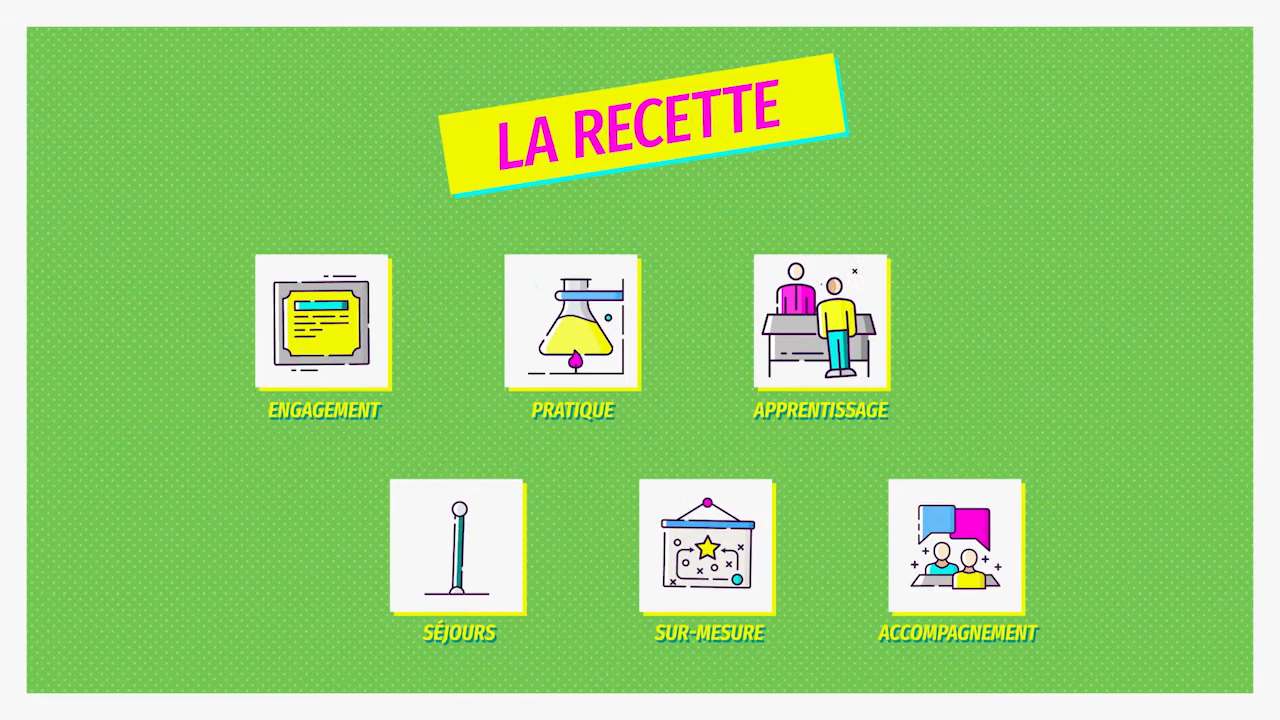 LA RECETTE
ENGAGEMENT
PRATIQUE
APPRENTISSAGE
SÉJOURS
SUR-MESURE
ACCOMPAGNEMENT